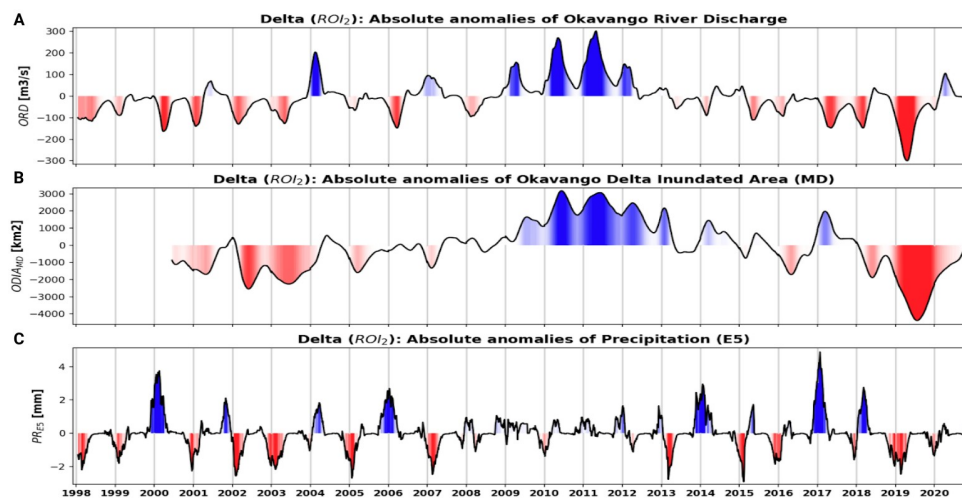 A
Delta (ROI₂): Absolute anomalies of Okavango River Discharge
ORD [m3/s]
300
200
100
0
−100
−200
−300
B
Delta (ROI₂): Absolute anomalies of Okavango Delta Inundated Area (MD)
ODIA_MD [km2]
3000
2000
1000
0
−1000
−2000
−3000
−4000
C
Delta (ROI₂): Absolute anomalies of Precipitation (E5)
PR_E5 [mm]
4
2
0
−2
1998 1999 2000 2001 2002 2003 2004 2005 2006 2007 2008 2009 2010 2011 2012 2013 2014 2015 2016 2017 2018 2019 2020